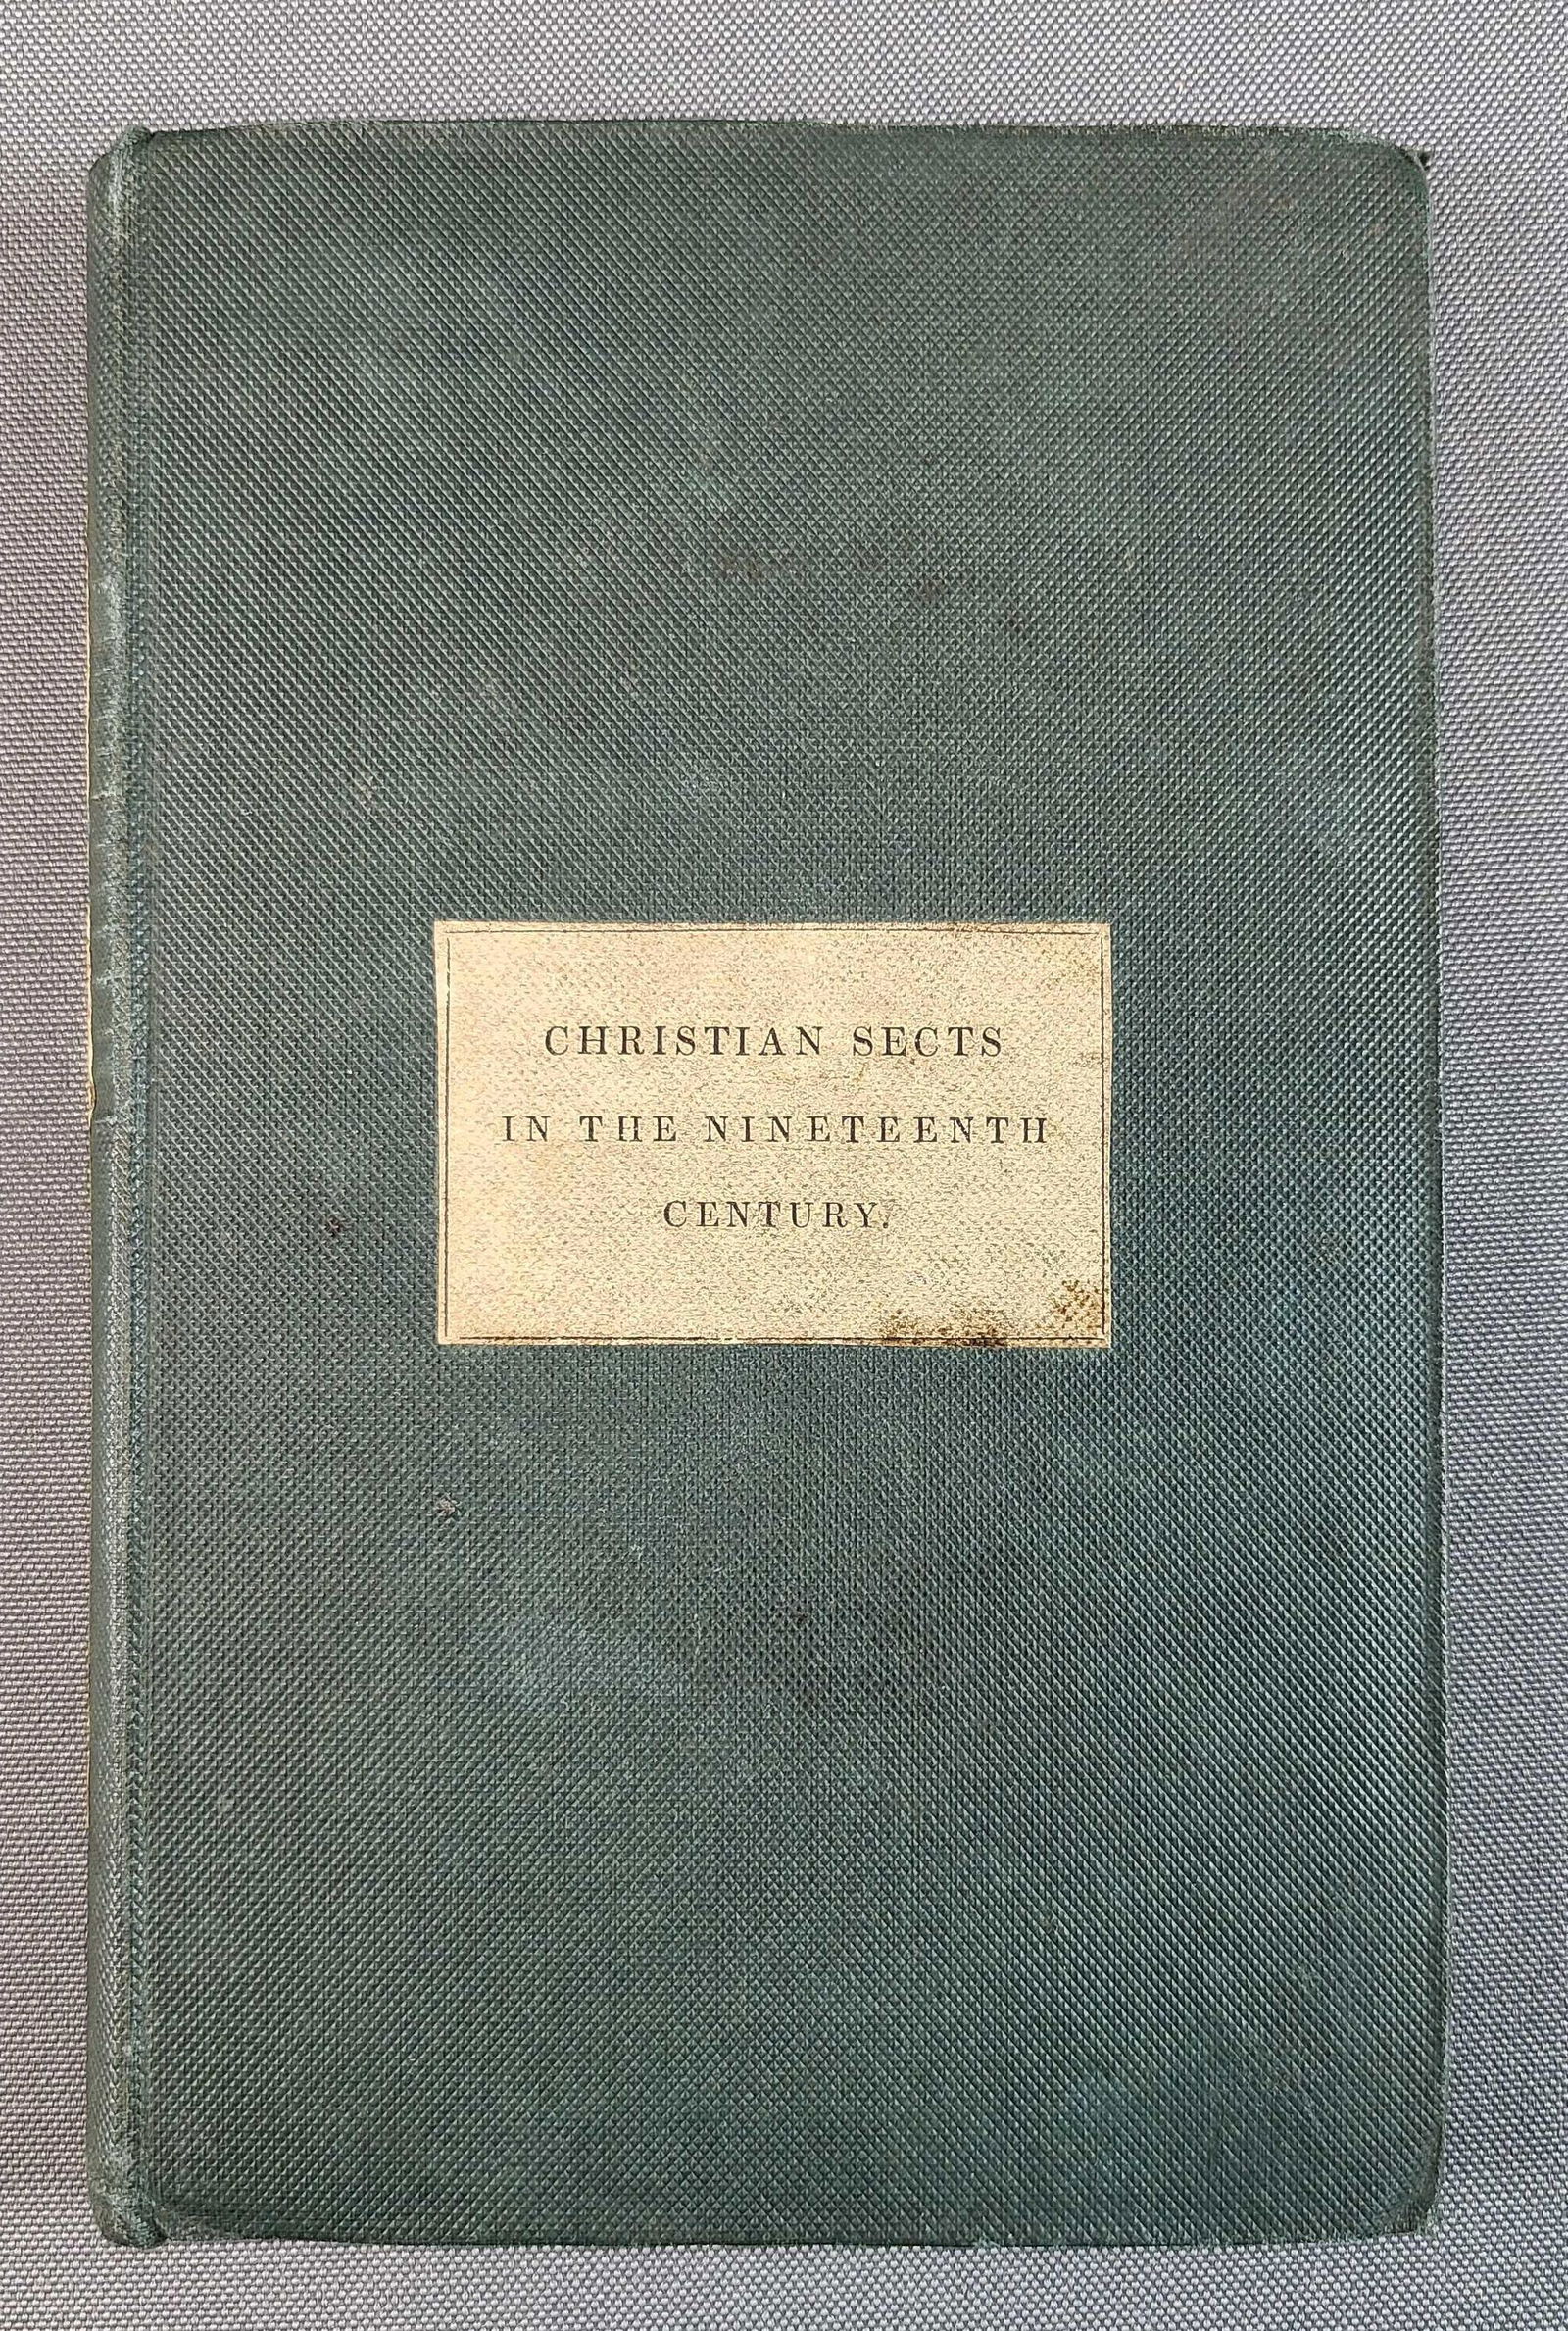 CHRISTIAN SECTS
IN THE NINETEENTH
CENTURY.